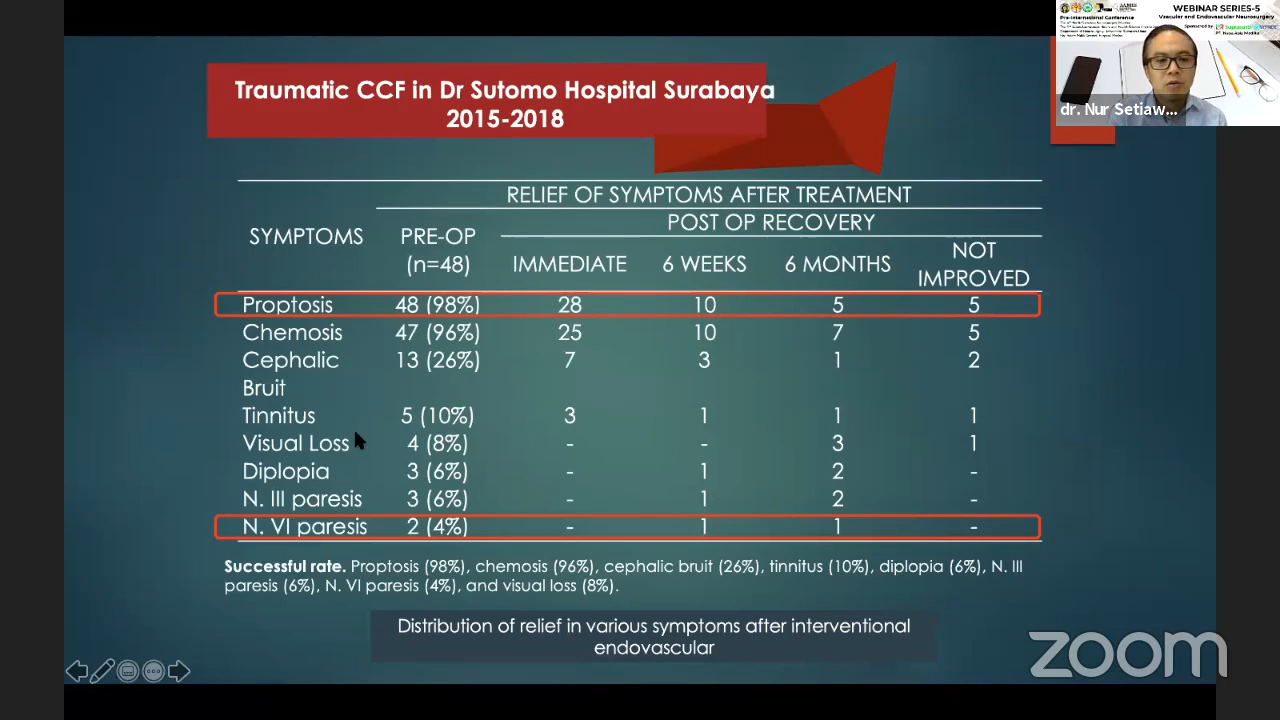 WEBINAR SERIES-5
Pre-International Conference
Vascular and Endovascular Neurosurgery
Sponsored by
dr. Nur Setiaw...
Traumatic CCF in Dr Sutomo Hospital Surabaya
2015-2018
RELIEF OF SYMPTOMS AFTER TREATMENT
SYMPTOMS PRE-OP (n=48) POST OP RECOVERY
IMMEDIATE 6 WEEKS 6 MONTHS NOT IMPROVED
Proptosis 48 (98%) 28 10 5 5
Chemosis 47 (96%) 25 10 7 5
Cephalic 13 (26%) 7 3 1 2
Bruit
Tinnitus 5 (10%) 3 1 1 1
Visual Loss 4 (8%) - - 3 1
Diplopia 3 (6%) - 1 2 -
N. III paresis 3 (6%) - 1 2 -
N. VI paresis 2 (4%) - 1 1 -
Successful rate. Proptosis (98%), chemosis (96%), cephalic bruit (26%), tinnitus (10%), diplopia (6%), N. III
paresis (6%), N. VI paresis (4%), and visual loss (8%).
Distribution of relief in various symptoms after interventional
endovascular
zoom